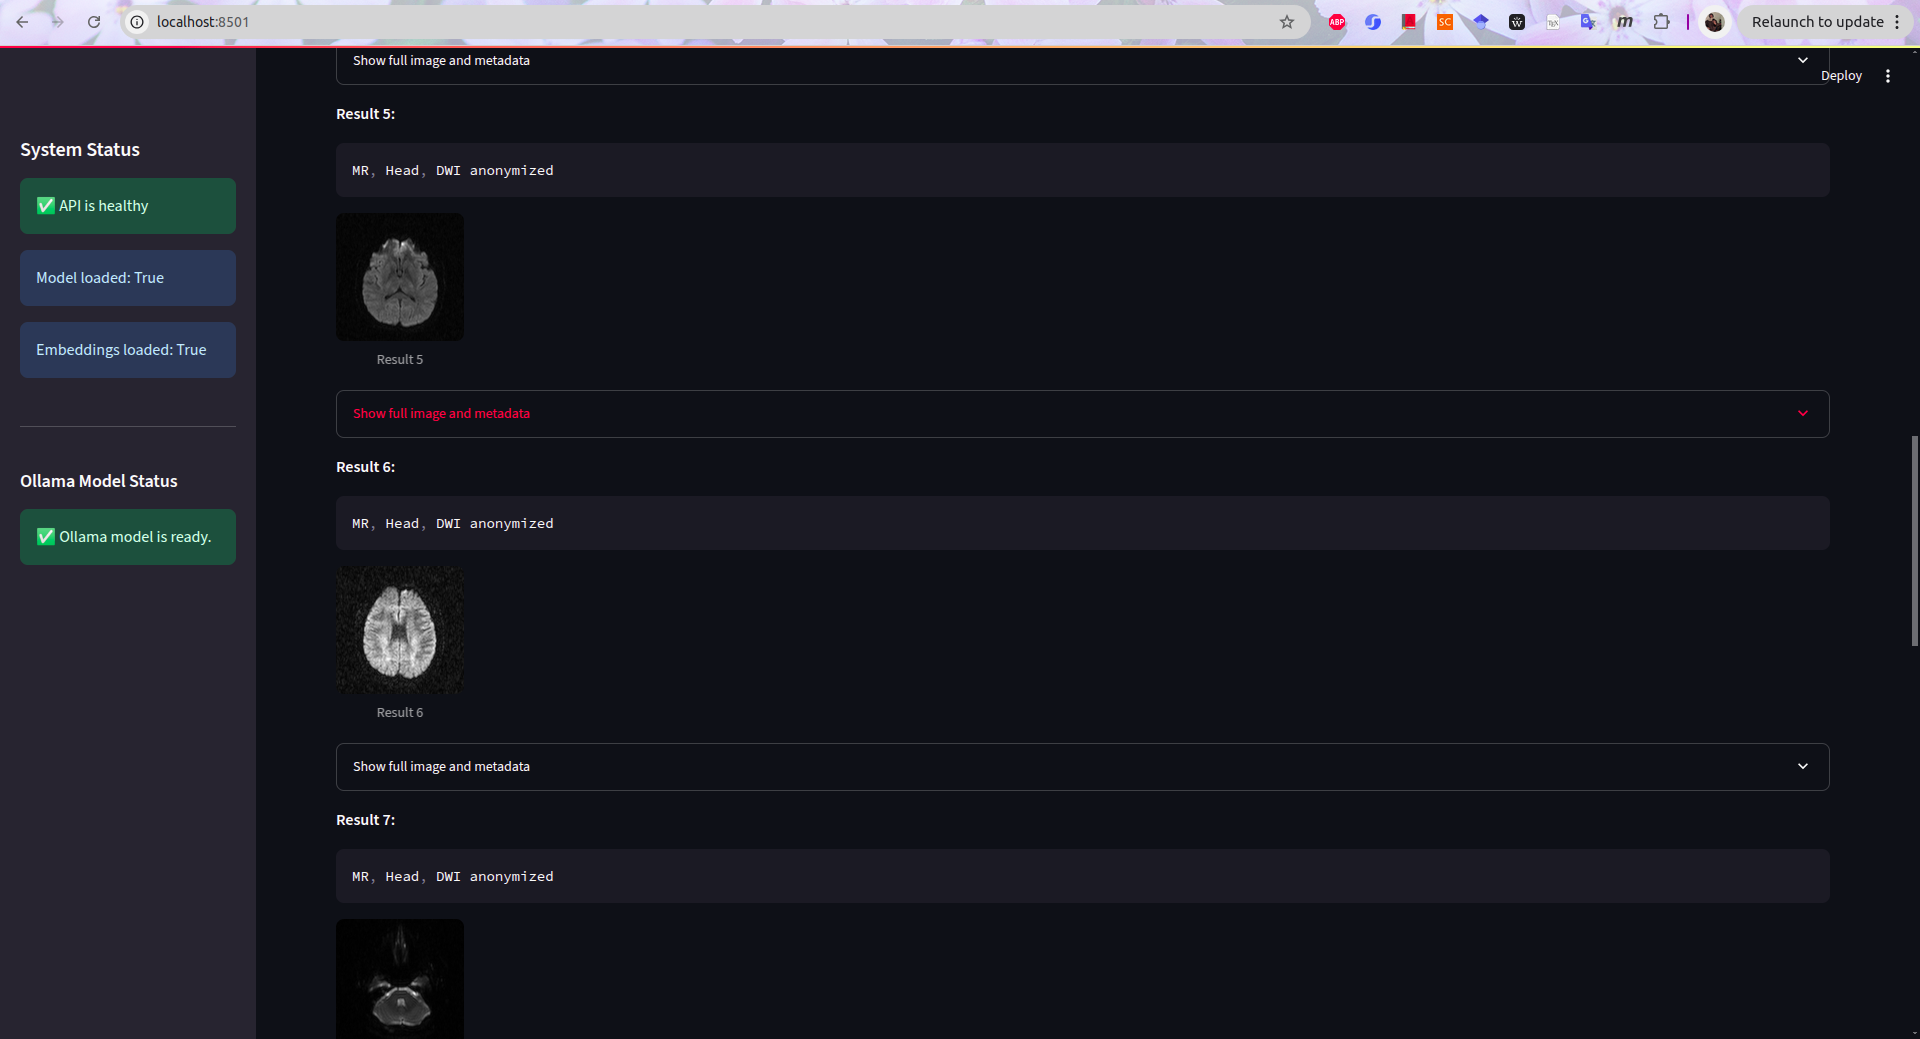 localhost:8501
ABP
SC
W
m
Relaunch to update
Deploy
System Status
✅ API is healthy
Model loaded: True
Embeddings loaded: True
Ollama Model Status
✅ Ollama model is ready.
Show full image and metadata
Result 5:
MR, Head, DWI anonymized
Result 5
Show full image and metadata
Result 6:
MR, Head, DWI anonymized
Result 6
Show full image and metadata
Result 7:
MR, Head, DWI anonymized